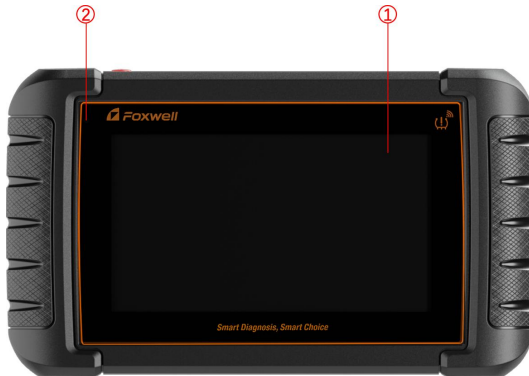 ② ①
FOXWELL
Smart Diagnosis, Smart Choice